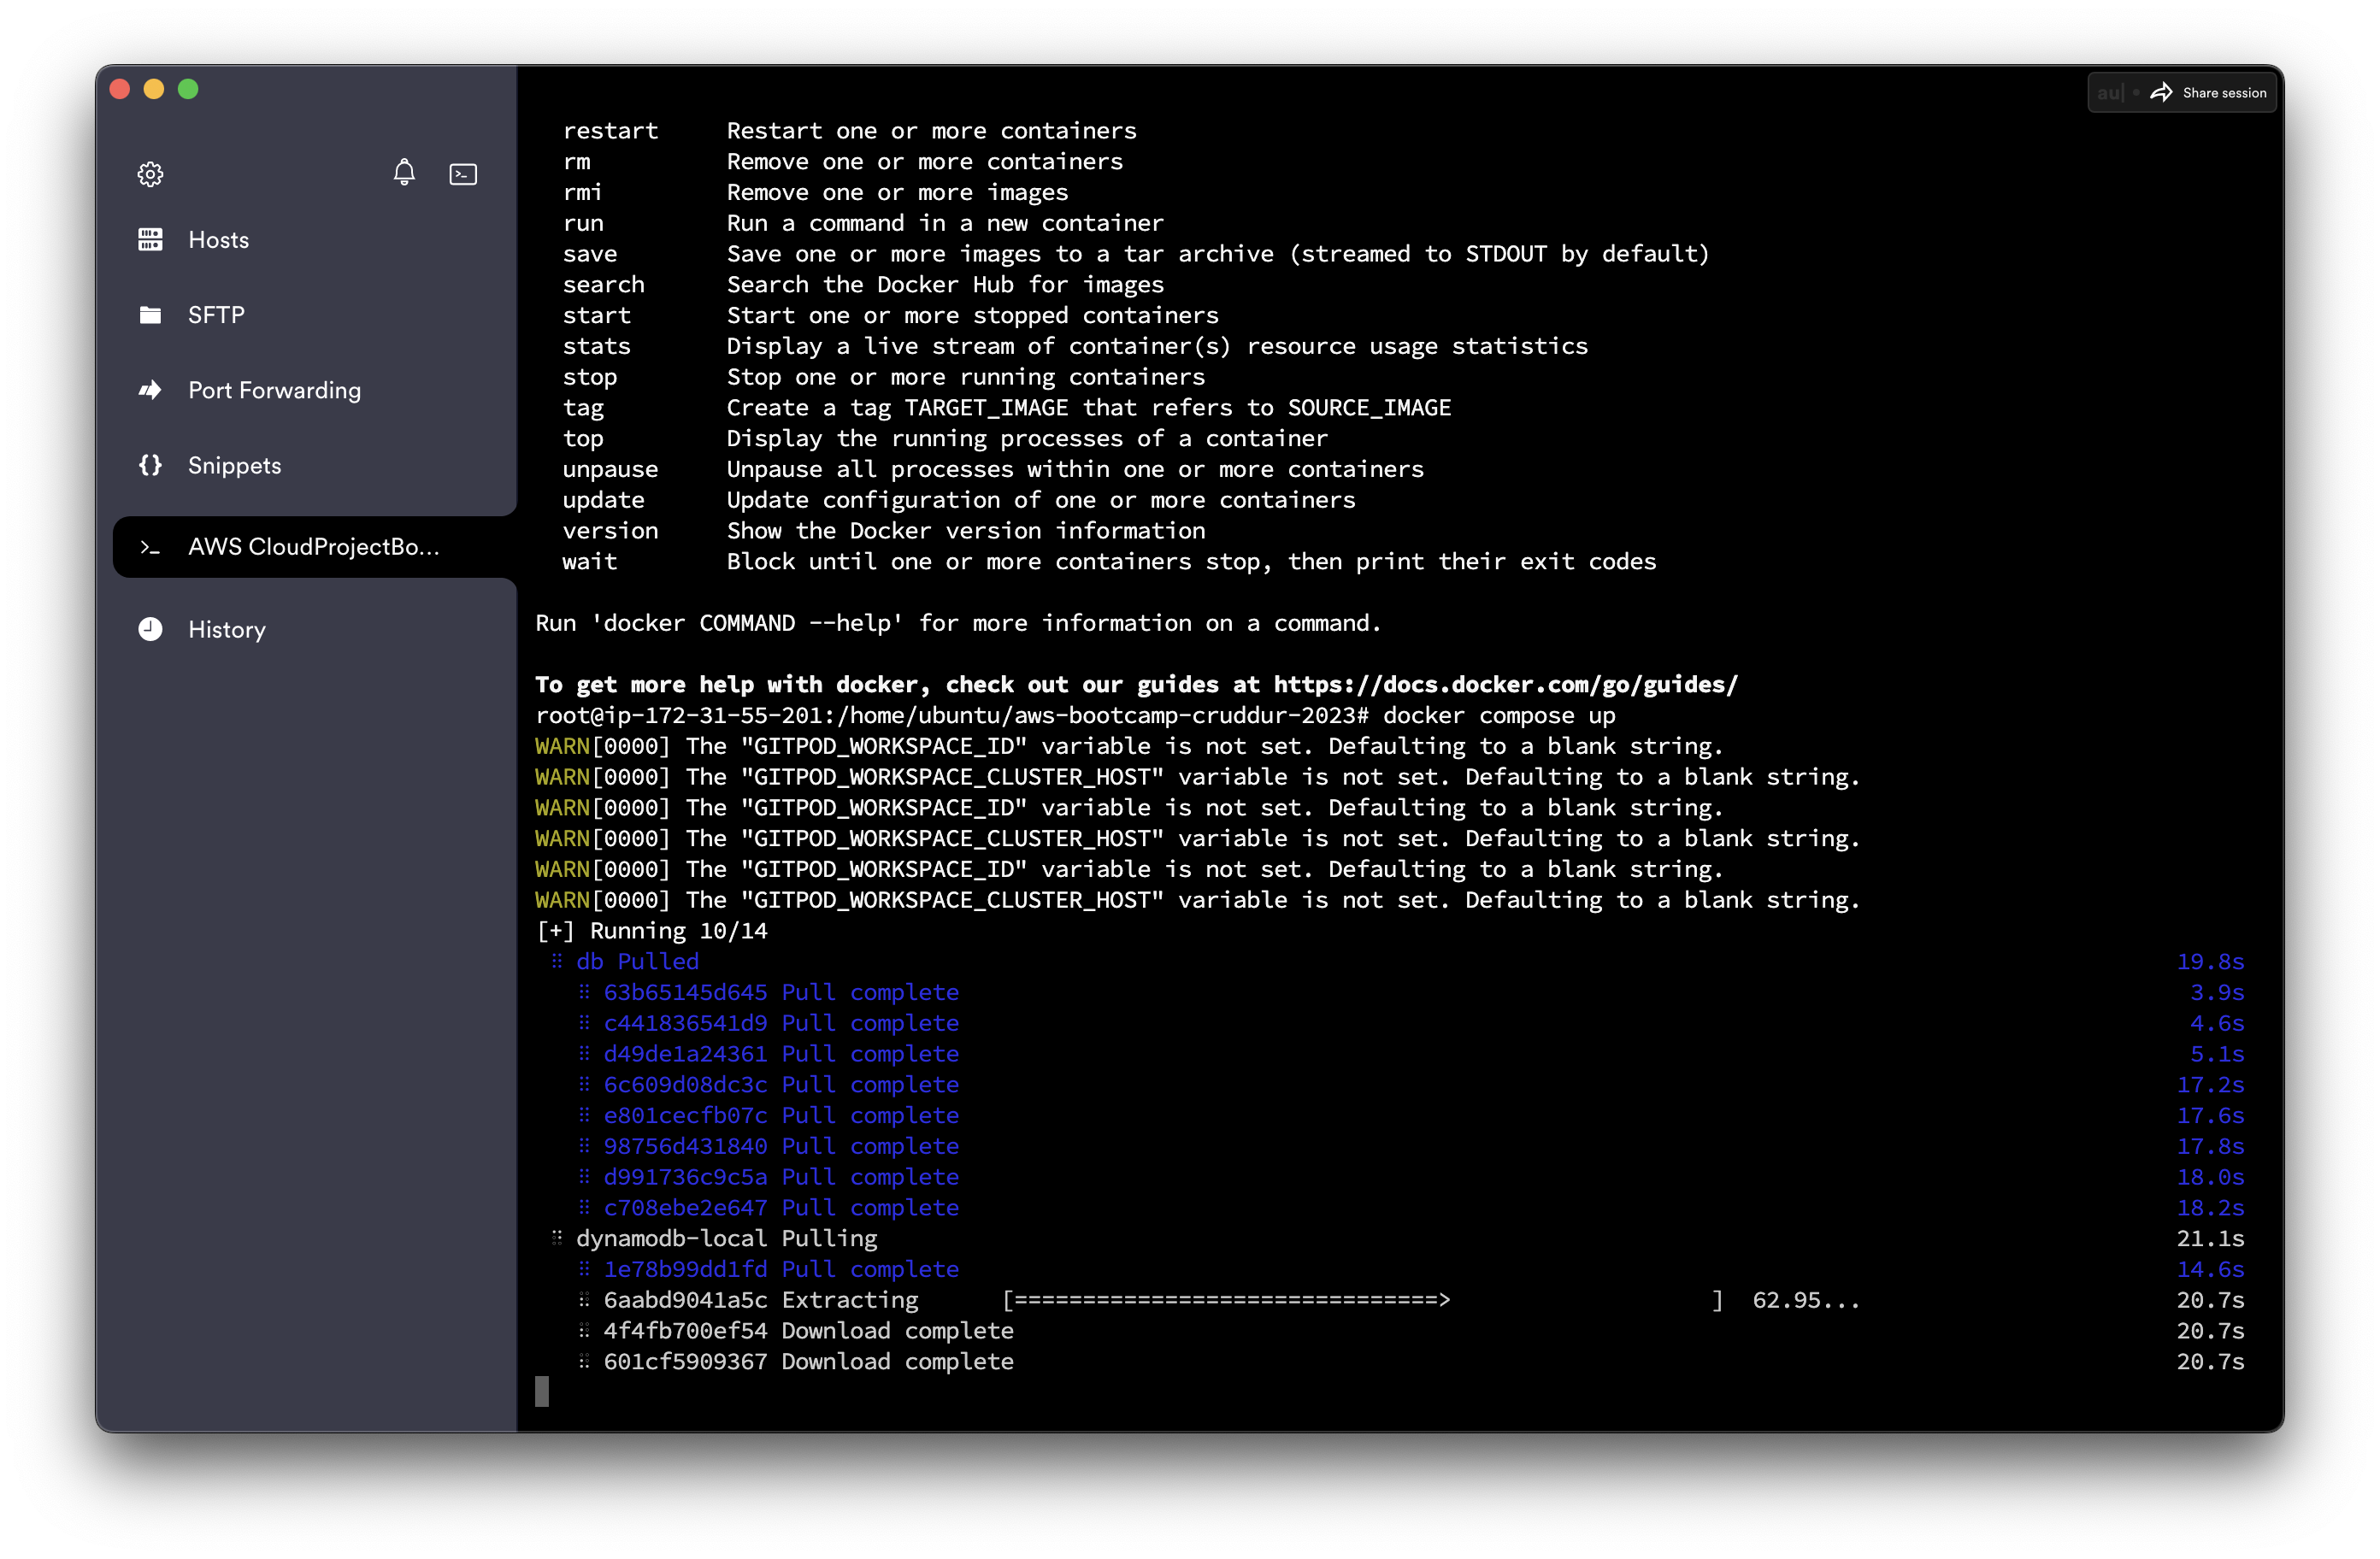 au| • Share session
Hosts
SFTP
Port Forwarding
Snippets
AWS CloudProjectBo...
History
restart Restart one or more containers
rm Remove one or more containers
rmi Remove one or more images
run Run a command in a new container
save Save one or more images to a tar archive (streamed to STDOUT by default)
search Search the Docker Hub for images
start Start one or more stopped containers
stats Display a live stream of container(s) resource usage statistics
stop Stop one or more running containers
tag Create a tag TARGET_IMAGE that refers to SOURCE_IMAGE
top Display the running processes of a container
unpause Unpause all processes within one or more containers
update Update configuration of one or more containers
version Show the Docker version information
wait Block until one or more containers stop, then print their exit codes
Run 'docker COMMAND --help' for more information on a command.
To get more help with docker, check out our guides at https://docs.docker.com/go/guides/
root@ip-172-31-55-201:/home/ubuntu/aws-bootcamp-cruddur-2023# docker compose up
WARN[0000] The "GITPOD_WORKSPACE_ID" variable is not set. Defaulting to a blank string.
WARN[0000] The "GITPOD_WORKSPACE_CLUSTER_HOST" variable is not set. Defaulting to a blank string.
WARN[0000] The "GITPOD_WORKSPACE_ID" variable is not set. Defaulting to a blank string.
WARN[0000] The "GITPOD_WORKSPACE_CLUSTER_HOST" variable is not set. Defaulting to a blank string.
WARN[0000] The "GITPOD_WORKSPACE_ID" variable is not set. Defaulting to a blank string.
WARN[0000] The "GITPOD_WORKSPACE_CLUSTER_HOST" variable is not set. Defaulting to a blank string.
[+] Running 10/14
⠿ db Pulled 19.8s
⠿ 63b65145d645 Pull complete 3.9s
⠿ c441836541d9 Pull complete 4.6s
⠿ d49de1a24361 Pull complete 5.1s
⠿ 6c609d08dc3c Pull complete 17.2s
⠿ e801cecfb07c Pull complete 17.6s
⠿ 98756d431840 Pull complete 17.8s
⠿ d991736c9c5a Pull complete 18.0s
⠿ c708ebe2e647 Pull complete 18.2s
⠿ dynamodb-local Pulling 21.1s
⠿ 1e78b99dd1fd Pull complete 14.6s
⠿ 6aabd9041a5c Extracting [===============================> ] 62.95... 20.7s
⠿ 4f4fb700ef54 Download complete 20.7s
⠿ 601cf5909367 Download complete 20.7s